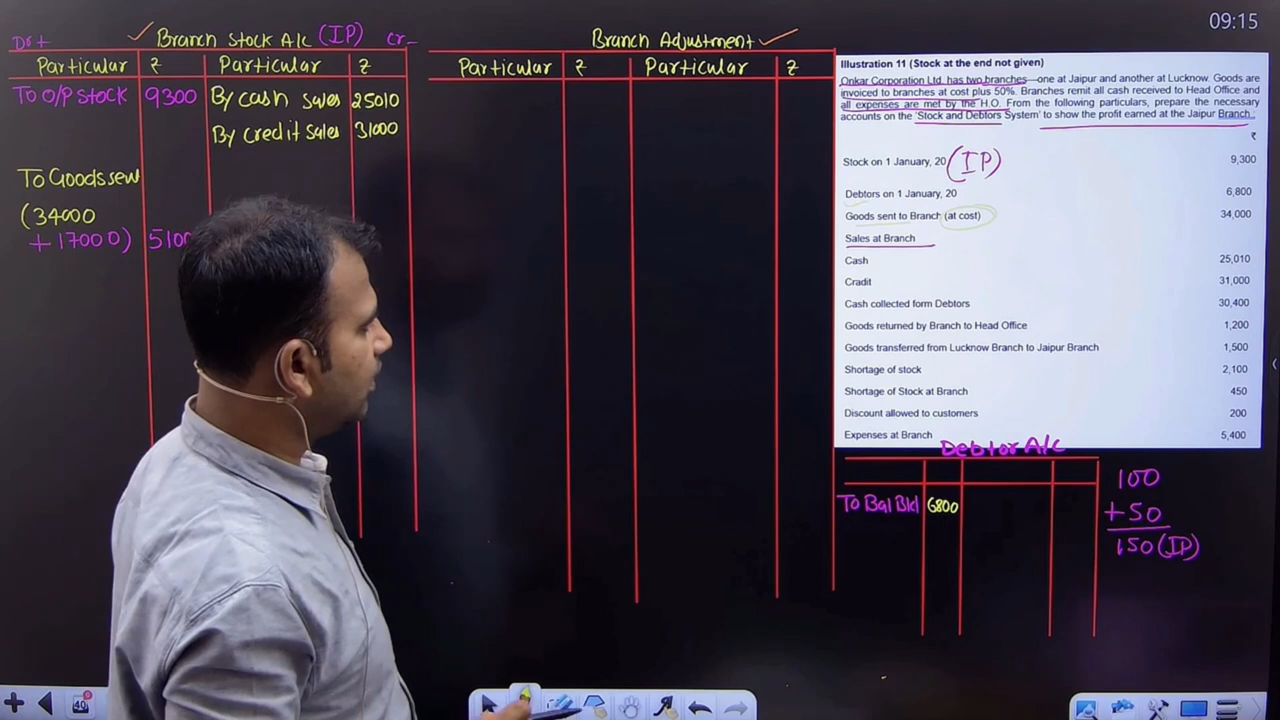 09:15
Dr+
Branch Stock A/c (IP)
Cr-
Particular ₹ Particular ₹
To O/P Stock 9300 By cash sales 25010
By credit sales 31000
To Goods sent
(34000
+17000) 5100
Branch Adjustment
Particular ₹ Particular ₹
Illustration 11 (Stock at the end not given)
Onkar Corporation Ltd. has two branches—one at Jaipur and another at Lucknow. Goods are
invoiced to branches at cost plus 50%. Branches remit all cash received to Head Office and
all expenses are met by the H.O. From the following particulars, prepare the necessary
accounts on the 'Stock and Debtors System' to show the profit earned at the Jaipur Branch.
₹
Stock on 1 January, 20 (IP) 9,300
Debtors on 1 January, 20 6,800
Goods sent to Branch (at cost) 34,000
Sales at Branch
Cash 25,010
Cradit 31,000
Cash collected form Debtors 30,400
Goods returned by Branch to Head Office 1,200
Goods transferred from Lucknow Branch to Jaipur Branch 1,500
Shortage of stock 2,100
Shortage of Stock at Branch 450
Discount allowed to customers 200
Expenses at Branch 5,400
Debtor A/c
To Bal B/d 6800
100
+50
150 (IP)
40